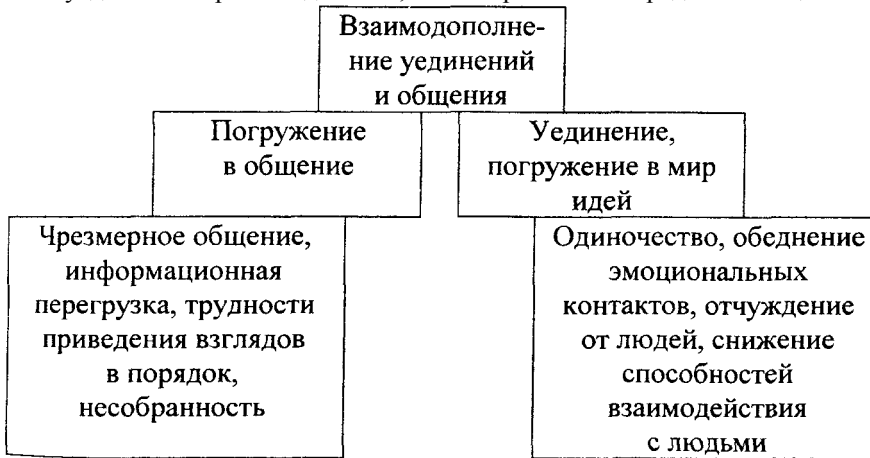 Взаимодополне-
ние уединений
и общения
Погружение
в общение
Уединение,
погружение в мир
идей
Чрезмерное общение,
информационная
перегрузка, трудности
приведения взглядов
в порядок,
несобранность
Одиночество, обеднение
эмоциональных
контактов, отчуждение
от людей, снижение
способностей
взаимодействия
с людьми